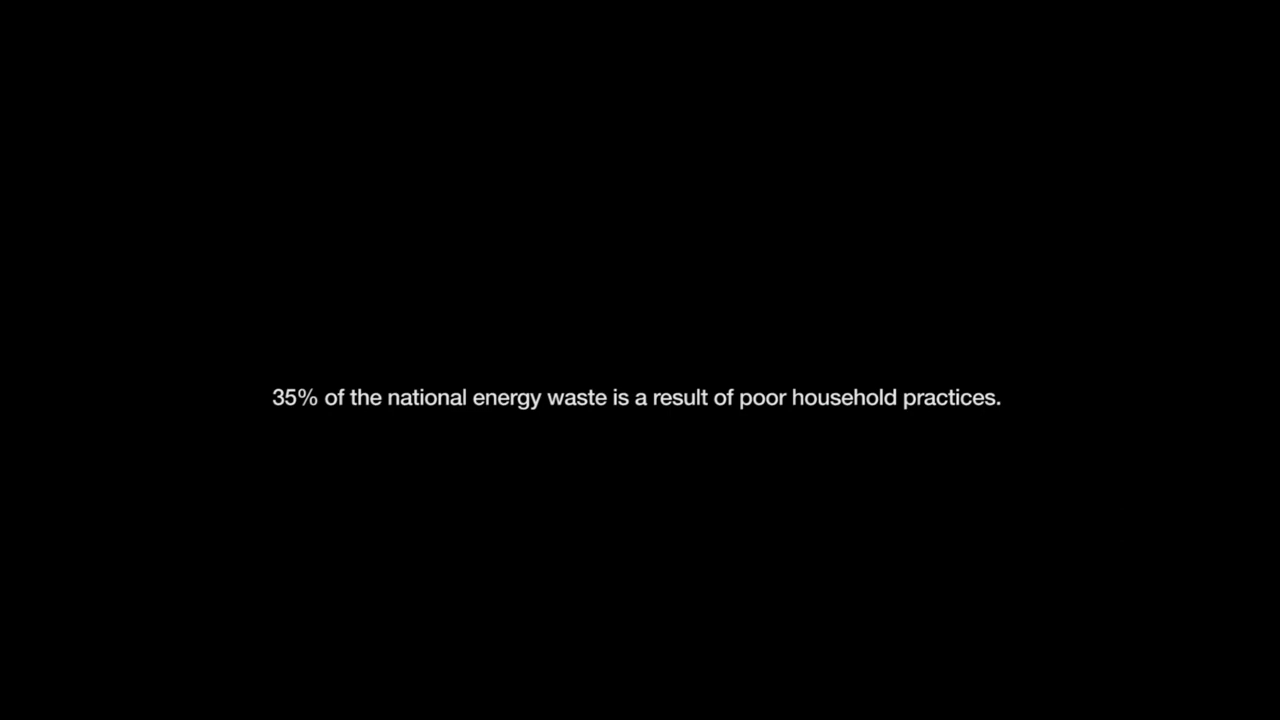 35% of the national energy waste is a result of poor household practices.